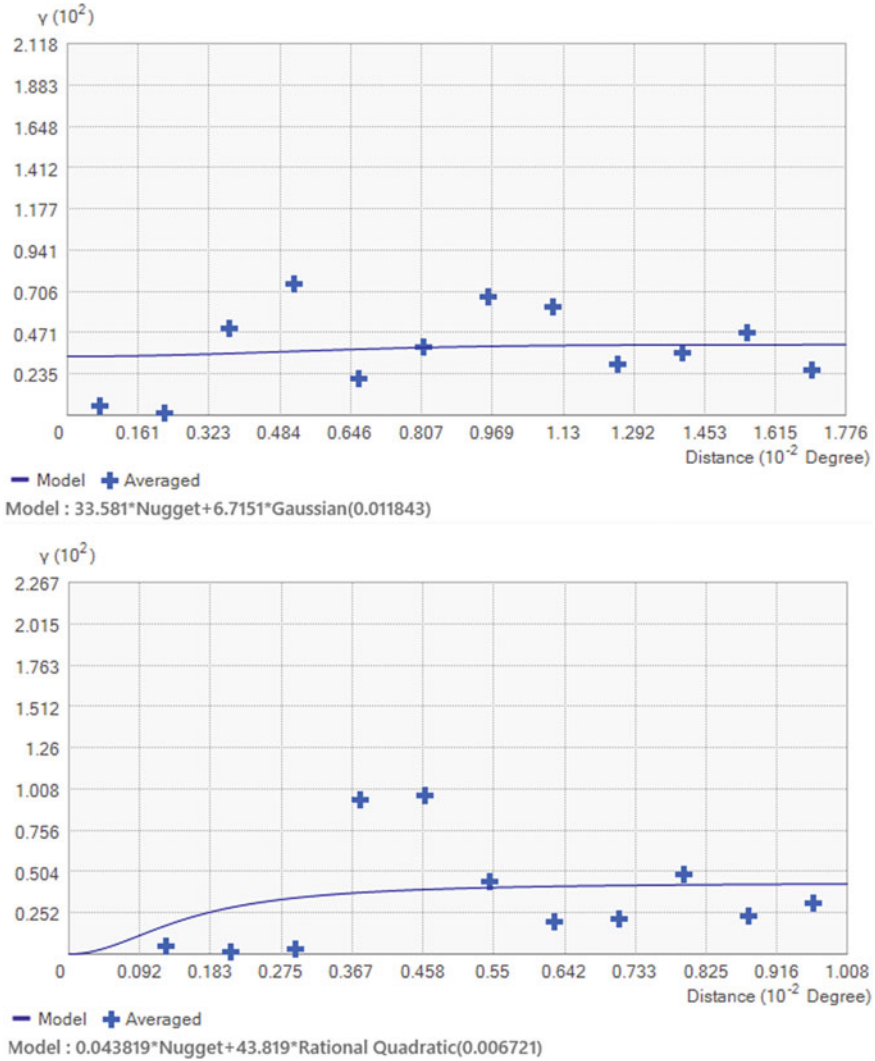 γ (10²)
2.118
1.883
1.648
1.412
1.177
0.941
0.706
0.471
0.235
0 0.161 0.323 0.484 0.646 0.807 0.969 1.13 1.292 1.453 1.615 1.776
Distance (10⁻² Degree)
Model Averaged
Model : 33.581*Nugget+6.7151*Gaussian(0.011843)
γ (10²)
2.267
2.015
1.763
1.512
1.26
1.008
0.756
0.504
0.252
0 0.092 0.183 0.275 0.367 0.458 0.55 0.642 0.733 0.825 0.916 1.008
Distance (10⁻² Degree)
Model Averaged
Model : 0.043819*Nugget+43.819*Rational Quadratic(0.006721)